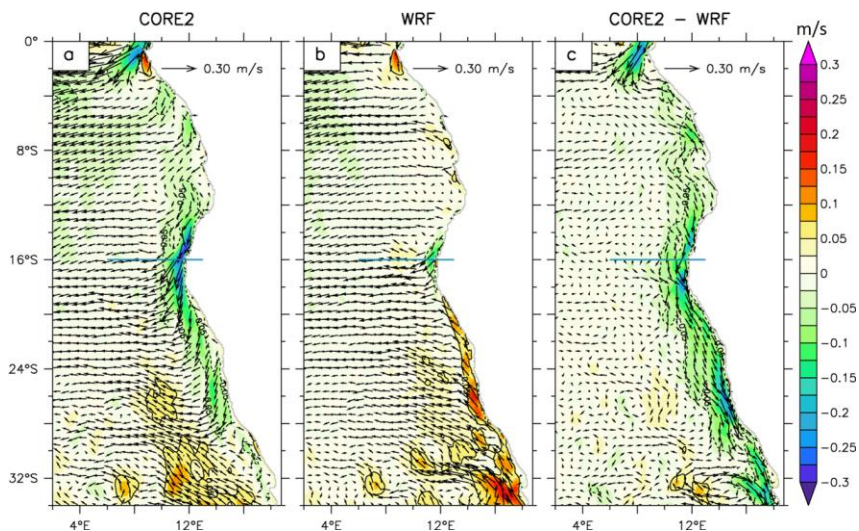 CORE2 WRF CORE2 − WRF
m/s
0° a b c
0.30 m/s 0.30 m/s 0.30 m/s
0.3
0.25
8°S
0.2
0.15
0.1
0.05
16°S
0
−0.05
−0.1
24°S
−0.15
−0.2
−0.25
32°S
−0.3
4°E 12°E 4°E 12°E 4°E 12°E